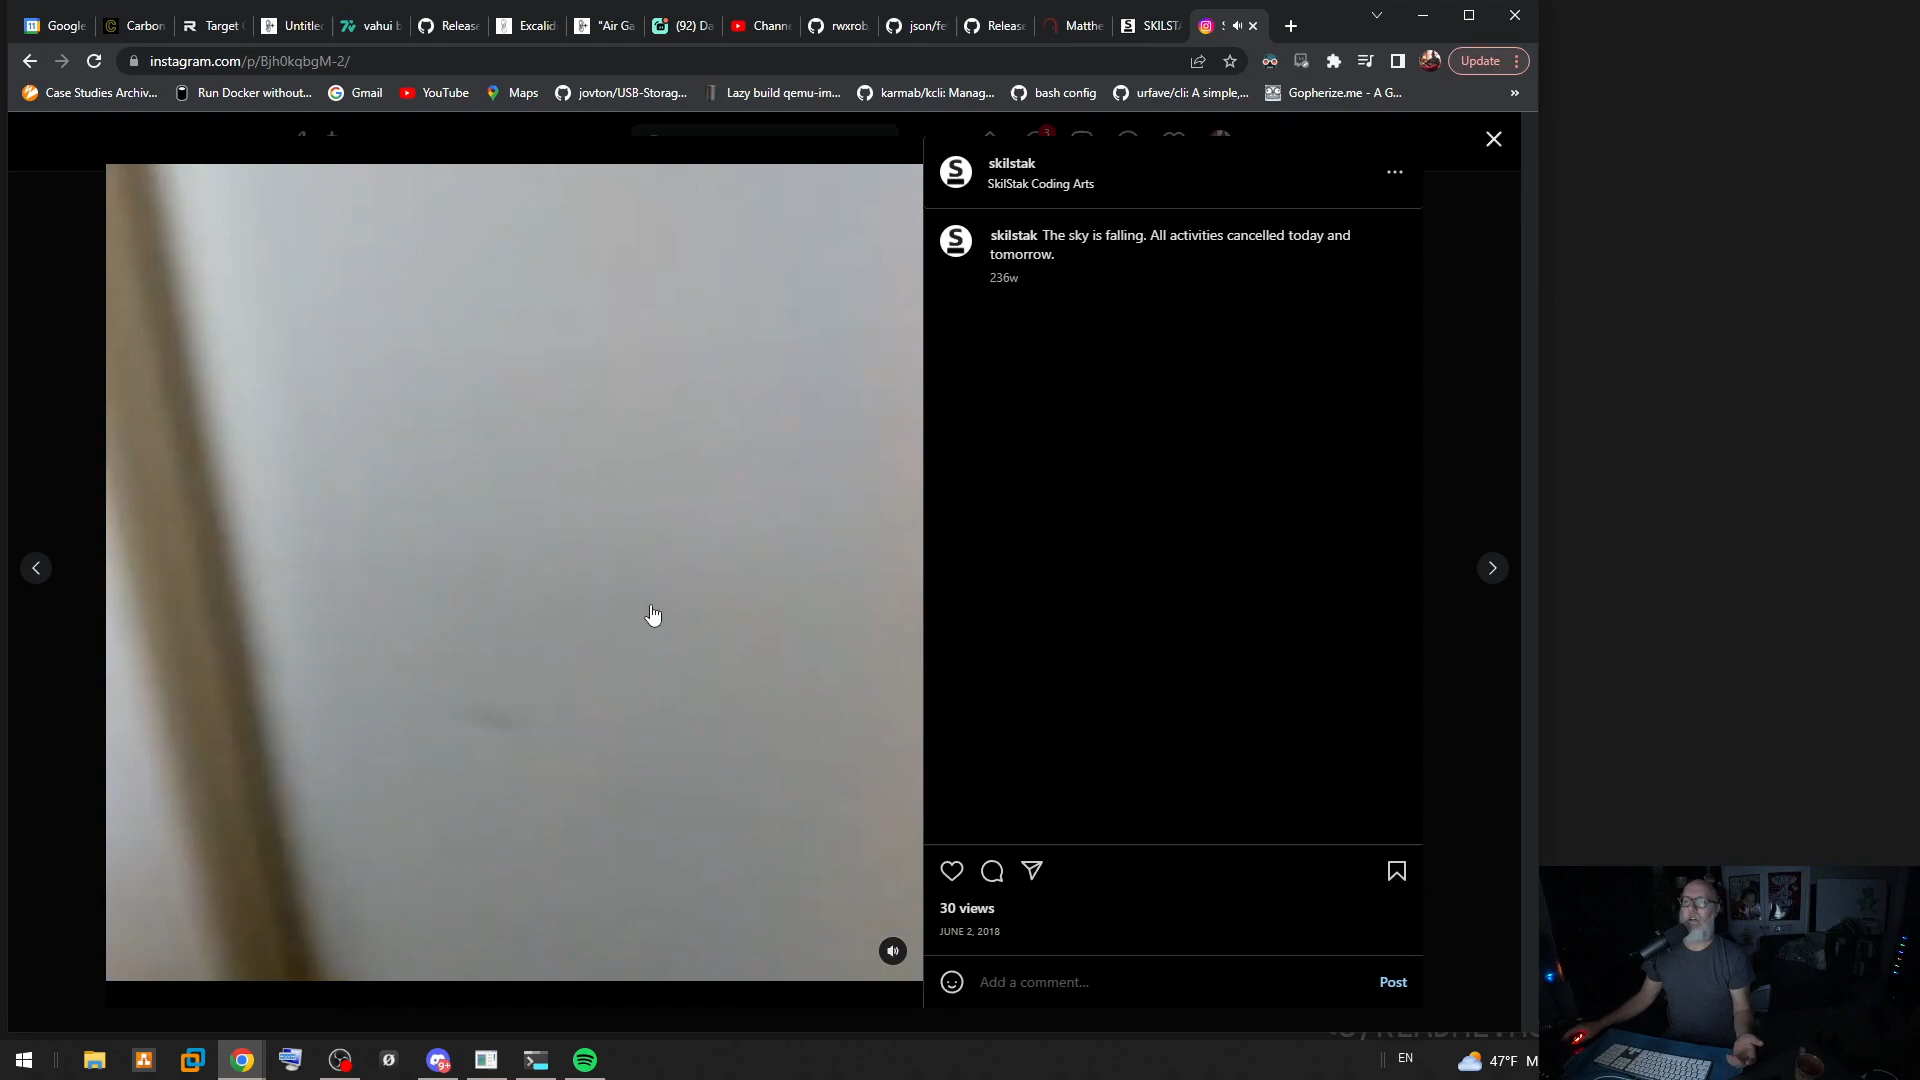 Google
Carbon
Target
Untitle
vahui b
Release
Excalid
"Air Ga
(92) Da
Chann
rwxrob
json/fe
Release
Matthe
SKILST
instagram.com/p/Bjh0kqbgM-2/
Update
Case Studies Archiv...
Run Docker without...
Gmail
YouTube
Maps
jovton/USB-Storag...
Lazy build qemu-im...
karmab/kcli: Manag...
bash config
urfave/cli: A simple,...
Gopherize.me - A G...
»
3
skilstak
SkilStak Coding Arts
skilstak The sky is falling. All activities cancelled today and
tomorrow.
236w
30 views
JUNE 2, 2018
Add a comment...
Post
EN
47°F M